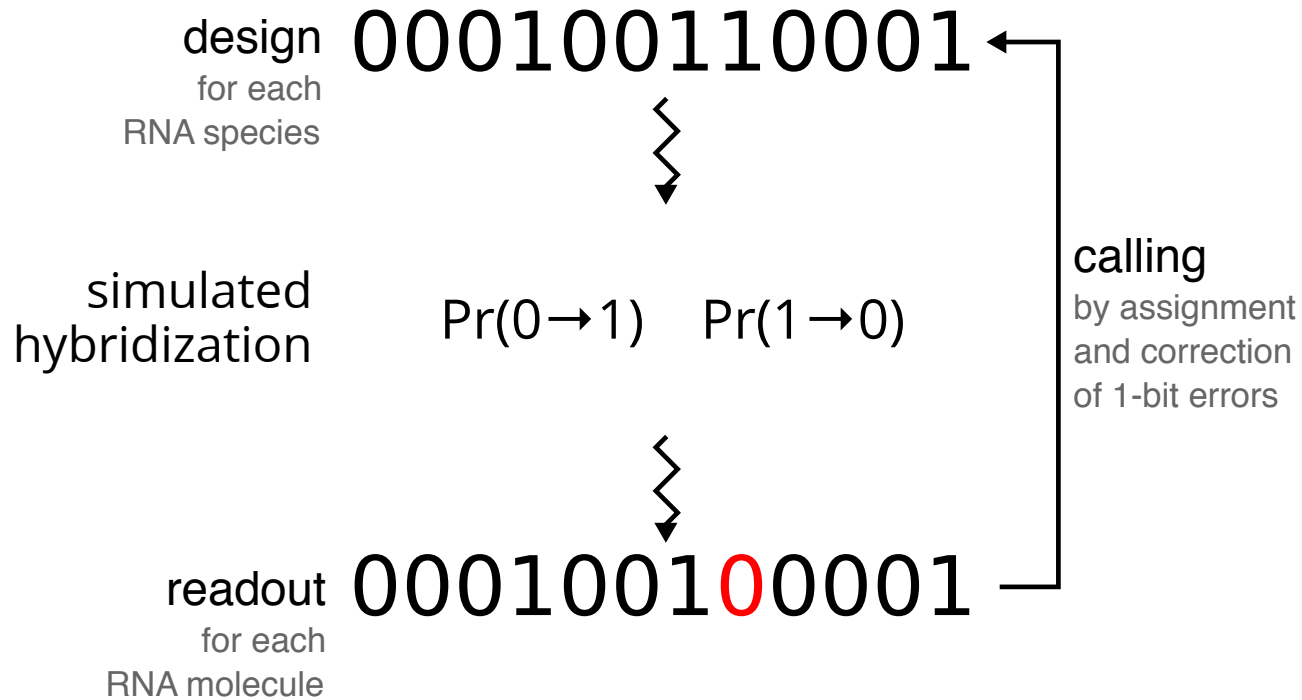 design 000100110001
for each
RNA species
simulated
hybridization
Pr(0→1) Pr(1→0)
calling
by assignment
and correction
of 1-bit errors
readout 000100100001
for each
RNA molecule